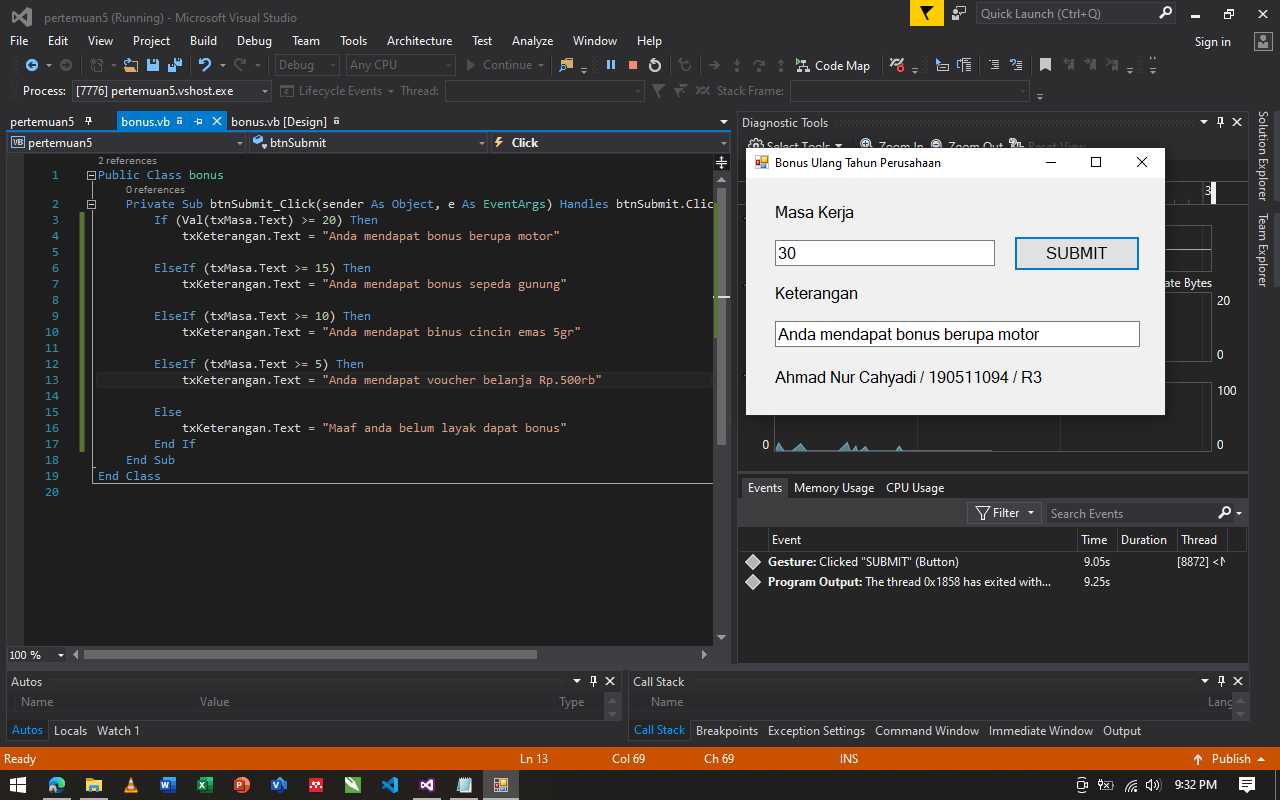 pertemuan5 (Running) - Microsoft Visual Studio
Quick Launch (Ctrl+Q)
File Edit View Project Build Debug Team Tools Architecture Test Analyze Window Help
Sign in
Debug Any CPU Continue Code Map
Process: [7776] pertemuan5.vshost.exe Lifecycle Events Thread: Stack Frame:
pertemuan5 bonus.vb bonus.vb [Design]
pertemuan5 btnSubmit Click
2 references
1 Public Class bonus
0 references
2 Private Sub btnSubmit_Click(sender As Object, e As EventArgs) Handles btnSubmit.Clic
3 If (Val(txMasa.Text) >= 20) Then
4 txKeterangan.Text = "Anda mendapat bonus berupa motor"
5
6 ElseIf (txMasa.Text >= 15) Then
7 txKeterangan.Text = "Anda mendapat bonus sepeda gunung"
8
9 ElseIf (txMasa.Text >= 10) Then
10 txKeterangan.Text = "Anda mendapat binus cincin emas 5gr"
11
12 ElseIf (txMasa.Text >= 5) Then
13 txKeterangan.Text = "Anda mendapat voucher belanja Rp.500rb"
14
15 Else
16 txKeterangan.Text = "Maaf anda belum layak dapat bonus"
17 End If
18 End Sub
19 End Class
20
100 %
Diagnostic Tools
Select Tools Zoom In Zoom Out Reset View
Bonus Ulang Tahun Perusahaan
Masa Kerja
30 SUBMIT
Keterangan
Anda mendapat bonus berupa motor
Ahmad Nur Cahyadi / 190511094 / R3
3
ate Bytes
20
0
100
0 0
Solution Explorer
Team Explorer
Events Memory Usage CPU Usage
Filter Search Events
Event Time Duration Thread
Gesture: Clicked "SUBMIT" (Button) 9.05s [8872] <N
Program Output: The thread 0x1858 has exited with... 9.25s
Autos
Name Value Type
Autos Locals Watch 1
Call Stack
Name Lang
Call Stack Breakpoints Exception Settings Command Window Immediate Window Output
Ready Ln 13 Col 69 Ch 69 INS Publish
9:32 PM